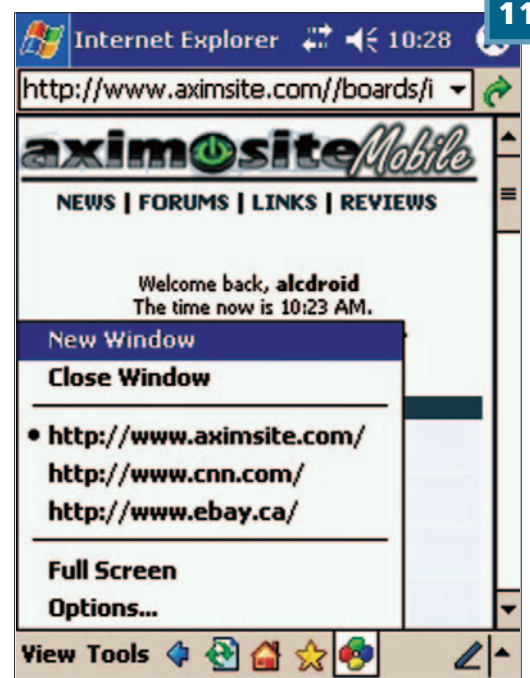 11
Internet Explorer 10:28
http://www.aximsite.com//boards/i
aximsite Mobile
NEWS | FORUMS | LINKS | REVIEWS
Welcome back, alcdroid
The time now is 10:23 AM.
New Window
Close Window
• http://www.aximsite.com/
http://www.cnn.com/
http://www.ebay.ca/
Full Screen
Options...
View Tools